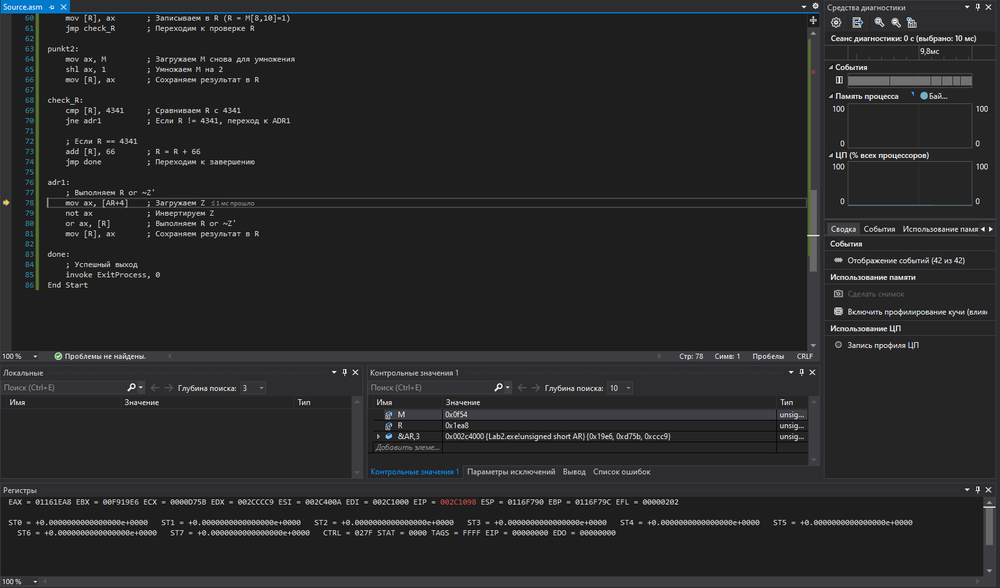 Source.asm
60 mov [R], ax ; Записываем в R (R = M[8,10]=1)
61 jmp check_R ; Переходим к проверке R
62
63 punkt2:
64 mov ax, M ; Загружаем M снова для умножения
65 shl ax, 1 ; Умножаем M на 2
66 mov [R], ax ; Сохраняем результат в R
67
68 check_R:
69 cmp [R], 4341 ; Сравниваем R с 4341
70 jne adr1 ; Если R != 4341, переход к ADR1
71
72 ; Если R == 4341
73 add [R], 66 ; R = R + 66
74 jmp done ; Переходим к завершению
75
76 adr1:
77 ; Выполняем R or ~Z'
78 mov ax, [AR+4] ; Загружаем Z ≤1 мс прошло
79 not ax ; Инвертируем Z
80 or ax, [R] ; Выполняем R or ~Z'
81 mov [R], ax ; Сохраняем результат в R
82
83 done:
84 ; Успешный выход
85 invoke ExitProcess, 0
86 End Start
100 % Проблемы не найдены. Стр: 78 Симв: 1 Пробелы CRLF
Средства диагностики
Сеанс диагностики: 0 с (выбрано: 10 мс)
9,8мс
События
Память процесса Бай...
100 100
0 0
ЦП (% всех процессоров)
100 100
0 0
Сводка События Использование памят
События
Отображение событий (42 из 42)
Использование памяти
Сделать снимок
Включить профилирование кучи (влияе
Использование ЦП
Запись профиля ЦП
Локальные
Поиск (Ctrl+E) Глубина поиска: 3
Имя Значение Тип
Контрольные значения 1
Поиск (Ctrl+E) Глубина поиска: 10
Имя Значение Тип
M 0x0f54 unsig...
R 0x1ea8 unsig...
&AR,3 0x002c4000 {Lab2.exe!unsigned short AR} {0x19e6, 0xd75b, 0xccc9} unsig...
Добавить элеме...
Контрольные значения 1 Параметры исключений Вывод Список ошибок
Регистры
EAX = 01161EA8 EBX = 00F919E6 ECX = 0000D75B EDX = 002CCCC9 ESI = 002C400A EDI = 002C1000 EIP = 002C1098 ESP = 0116F790 EBP = 0116F79C EFL = 00000202
ST0 = +0.0000000000000000e+0000 ST1 = +0.0000000000000000e+0000 ST2 = +0.0000000000000000e+0000 ST3 = +0.0000000000000000e+0000 ST4 = +0.0000000000000000e+0000 ST5 = +0.0000000000000000e+0000
ST6 = +0.0000000000000000e+0000 ST7 = +0.0000000000000000e+0000 CTRL = 027F STAT = 0000 TAGS = FFFF EIP = 00000000 EDO = 00000000
100 %